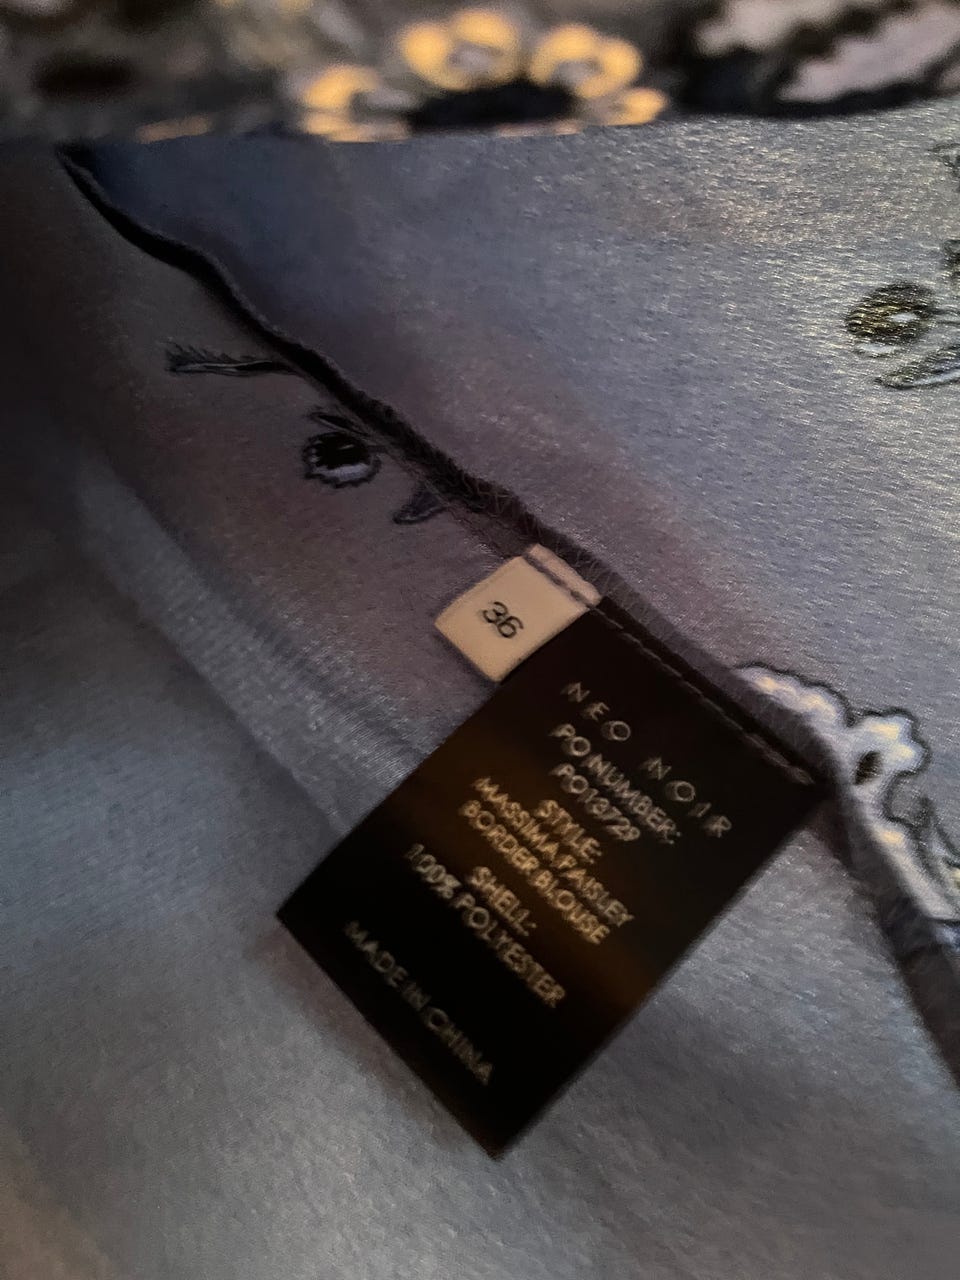 36
NEO NOIR
PO NUMBER:
PO13729
STYLE:
MASSIMA PAISLEY
BORDER BLOUSE
SHELL:
100% POLYESTER
MADE IN CHINA